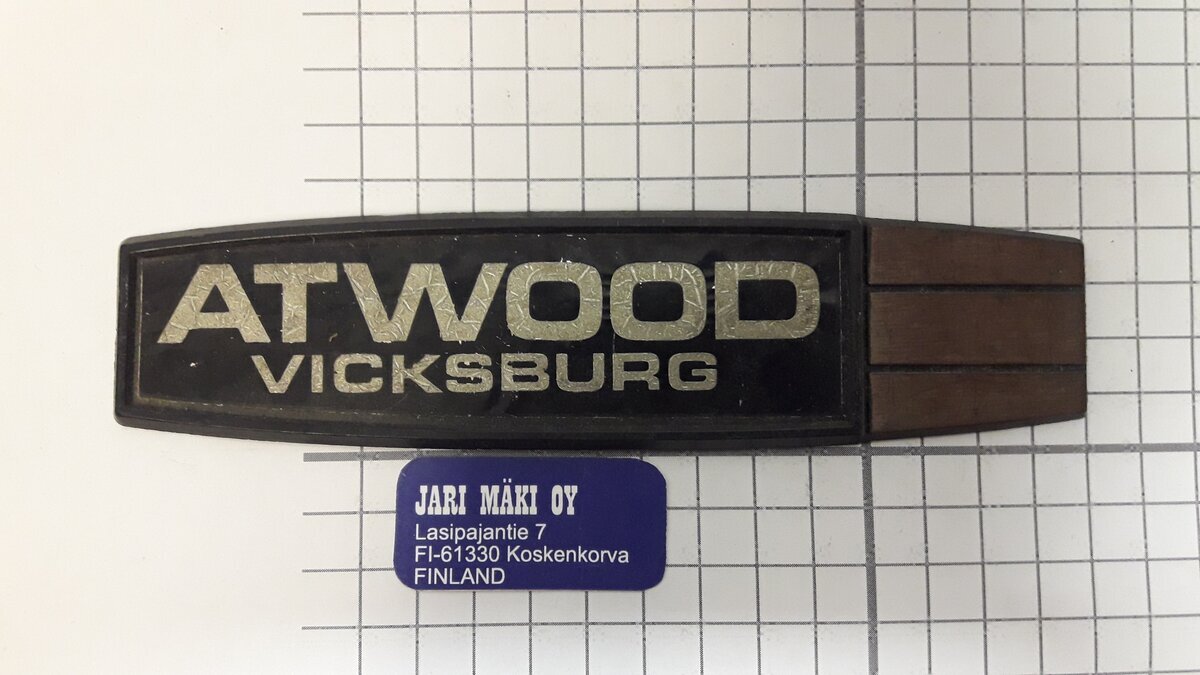 ATWOOD
VICKSBURG
JARI MÄKI OY
Lasipajantie 7
FI-61330 Koskenkorva
FINLAND